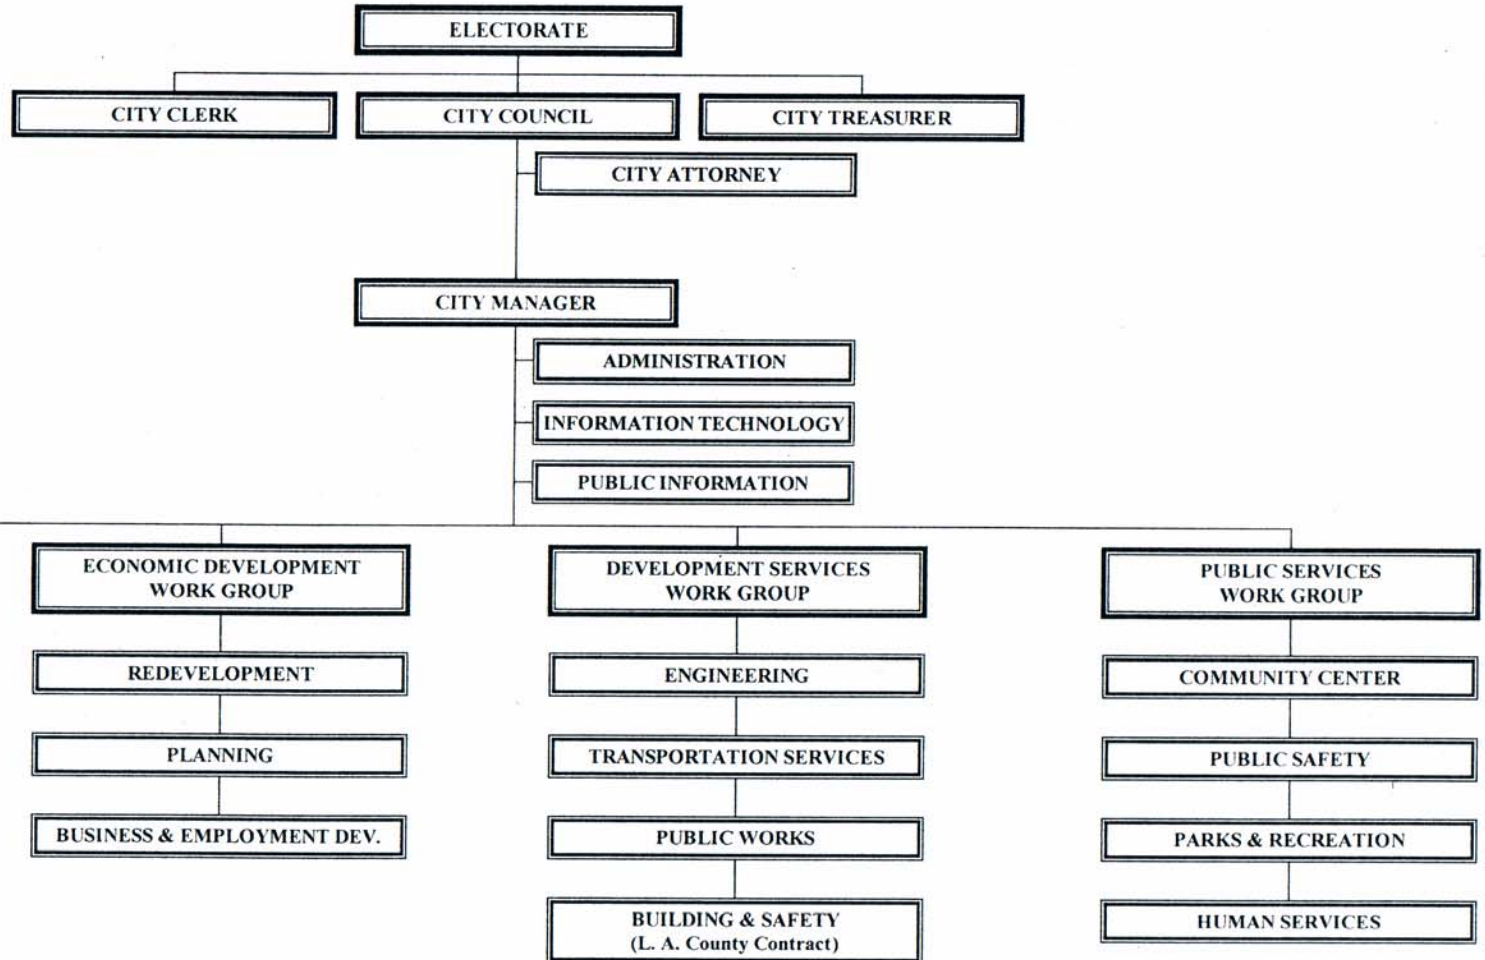 ELECTORATE
CITY CLERK
CITY COUNCIL
CITY TREASURER
CITY ATTORNEY
CITY MANAGER
ADMINISTRATION
INFORMATION TECHNOLOGY
PUBLIC INFORMATION
ECONOMIC DEVELOPMENT
WORK GROUP
REDEVELOPMENT
PLANNING
BUSINESS & EMPLOYMENT DEV.
DEVELOPMENT SERVICES
WORK GROUP
ENGINEERING
TRANSPORTATION SERVICES
PUBLIC WORKS
BUILDING & SAFETY
(L. A. County Contract)
PUBLIC SERVICES
WORK GROUP
COMMUNITY CENTER
PUBLIC SAFETY
PARKS & RECREATION
HUMAN SERVICES